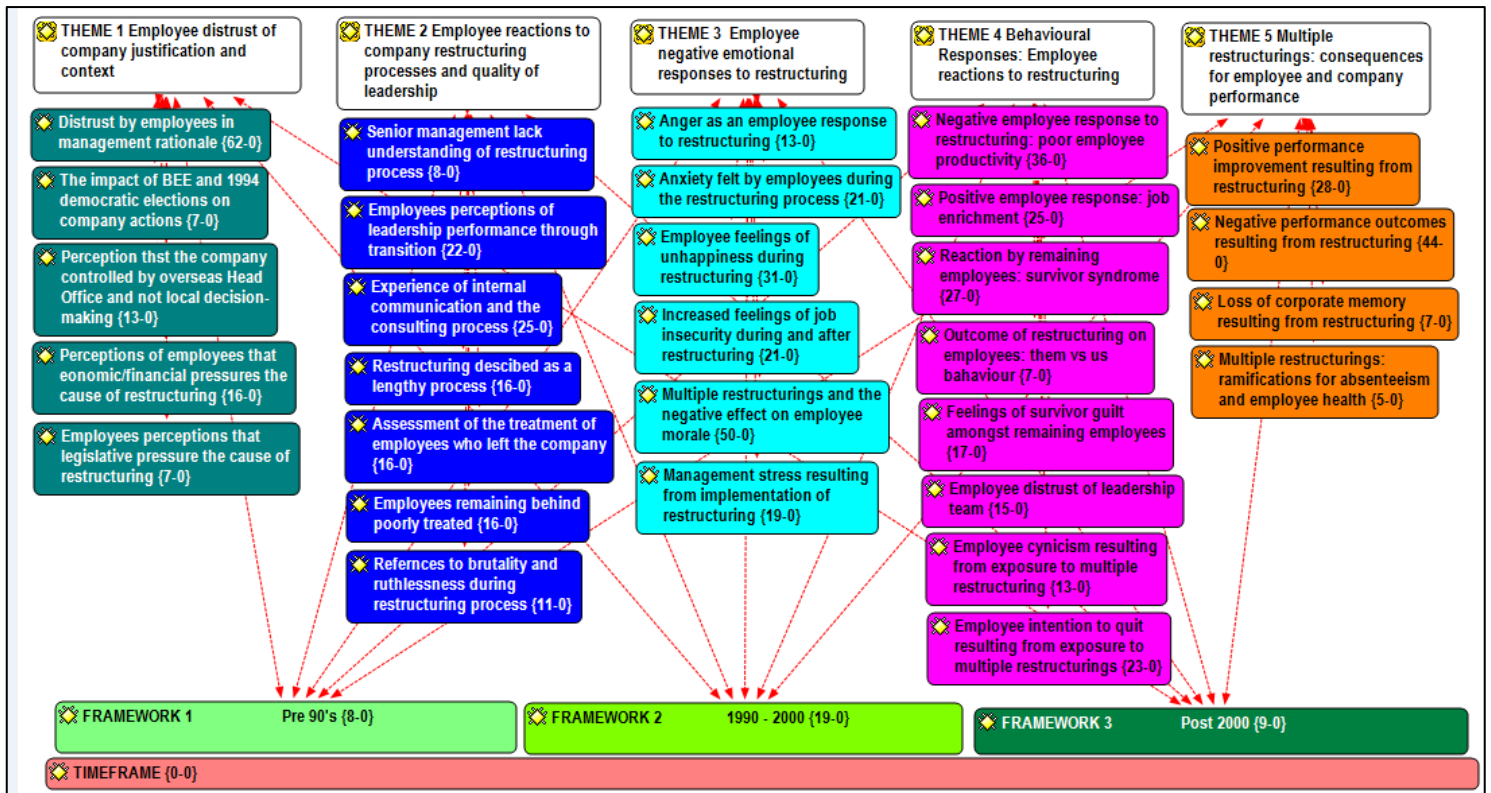 THEME 1 Employee distrust of
company justification and
context
Distrust by employees in
management rationale {62-0}
The impact of BEE and 1994
democratic elections on
company actions {7-0}
Perception thst the company
controlled by overseas Head
Office and not local decision-
making {13-0}
Perceptions of employees that
eonomic/financial pressures the
cause of restructuring {16-0}
Employees perceptions that
legislative pressure the cause of
restructuring {7-0}
THEME 2 Employee reactions to
company restructuring
processes and quality of
leadership
Senior management lack
understanding of restructuring
process {8-0}
Employees perceptions of
leadership performance through
transition {22-0}
Experience of internal
communication and the
consulting process {25-0}
Restructuring descibed as a
lengthy process {16-0}
Assessment of the treatment of
employees who left the company
{16-0}
Employees remaining behind
poorly treated {16-0}
Refernces to brutality and
ruthlessness during
restructuring process {11-0}
THEME 3 Employee
negative emotional
responses to restructuring
Anger as an employee response
to restructuring {13-0}
Anxiety felt by employees during
the restructuring process {21-0}
Employee feelings of
unhappiness during
restructuring {31-0}
Increased feelings of job
insecurity during and after
restructuring {21-0}
Multiple restructurings and the
negative effect on employee
morale {50-0}
Management stress resulting
from implementation of
restructuring {19-0}
THEME 4 Behavioural
Responses: Employee
reactions to restructuring
Negative employee response to
restructuring: poor employee
productivity {36-0}
Positive employee response: job
enrichment {25-0}
Reaction by remaining
employees: survivor syndrome
{27-0}
Outcome of restructuring on
employees: them vs us
bahaviour {7-0}
Feelings of survivor guilt
amongst remaining employees
{17-0}
Employee distrust of leadership
team {15-0}
Employee cynicism resulting
from exposure to multiple
restructuring {13-0}
Employee intention to quit
resulting from exposure to
multiple restructurings {23-0}
THEME 5 Multiple
restructurings: consequences
for employee and company
performance
Positive performance
improvement resulting from
restructuring {28-0}
Negative performance outcomes
resulting from restructuring {44-
0}
Loss of corporate memory
resulting from restructuring {7-0}
Multiple restructurings:
ramifications for absenteeism
and employee health {5-0}
FRAMEWORK 1 Pre 90's {8-0}
FRAMEWORK 2 1990 - 2000 {19-0}
FRAMEWORK 3 Post 2000 {9-0}
TIMEFRAME {0-0}